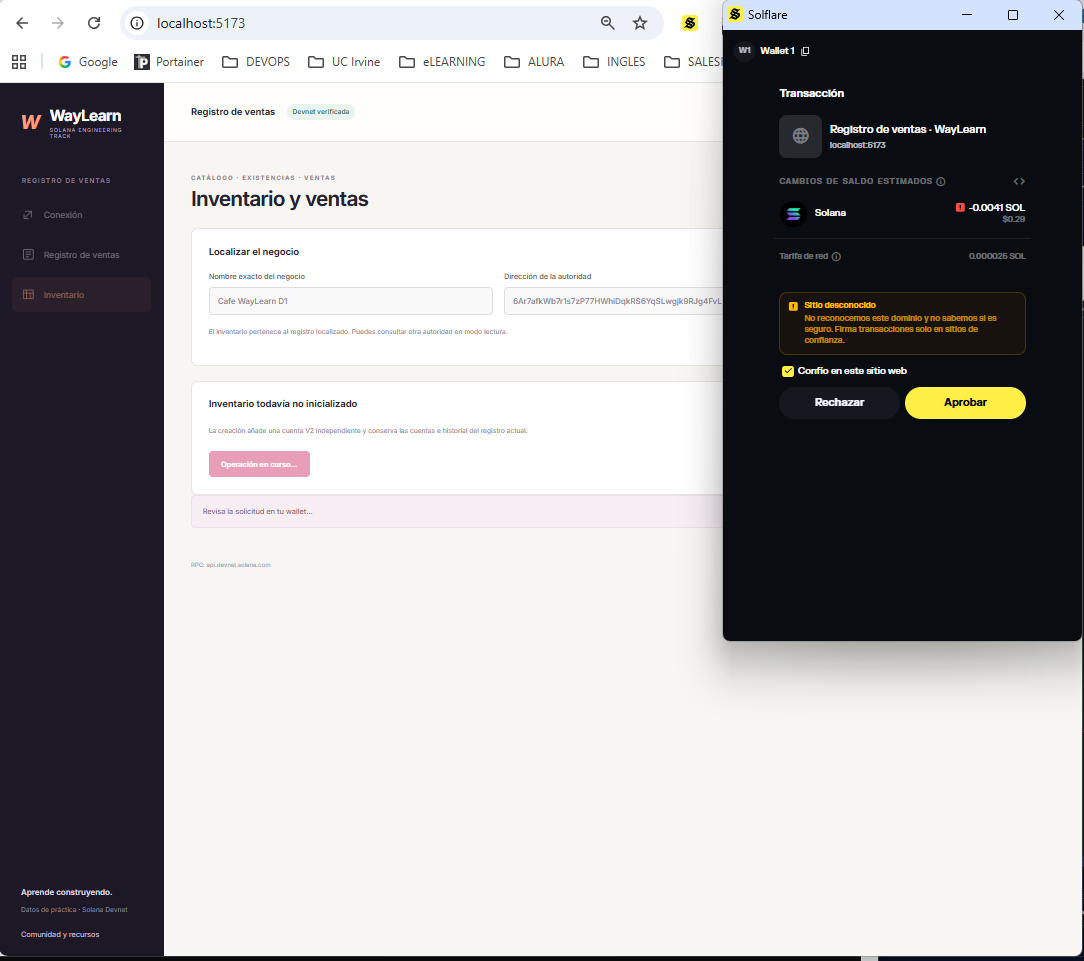 localhost:5173
Google
Portainer
DEVOPS
UC Irvine
eLEARNING
ALURA
INGLES
SALES
WayLearn
SOLANA ENGINEERING
TRACK
REGISTRO DE VENTAS
Conexión
Registro de ventas
Inventario
Aprende construyendo.
Datos de práctica · Solana Devnet
Comunidad y recursos
Registro de ventas
Devnet verificada
CATÁLOGO · EXISTENCIAS · VENTAS
Inventario y ventas
Localizar el negocio
Nombre exacto del negocio
Dirección de la autoridad
Cafe WayLearn 01
El inventario pertenece al registro localizado. Puedes consultar otra autoridad en modo lectura.
Inventario todavía no inicializado
La creación añade una cuenta V2 independiente y conserva las cuentas e historial del registro actual.
Operación en curso...
Revisa la solicitud en tu wallet...
RPC: api.devnet.solana.com
Solflare
W1
Wallet 1
Transacción
Registro de ventas · WayLearn
localhost:5173
CAMBIOS DE SALDO ESTIMADOS
Solana
-0.0041 SOL
$0.29
Tarifa de red
0.000025 SOL
Sitio desconocido
No reconocemos este dominio y no sabemos si es
seguro. Firma transacciones solo en sitios de
confianza.
Confío en este sitio web
Rechazar
Aprobar